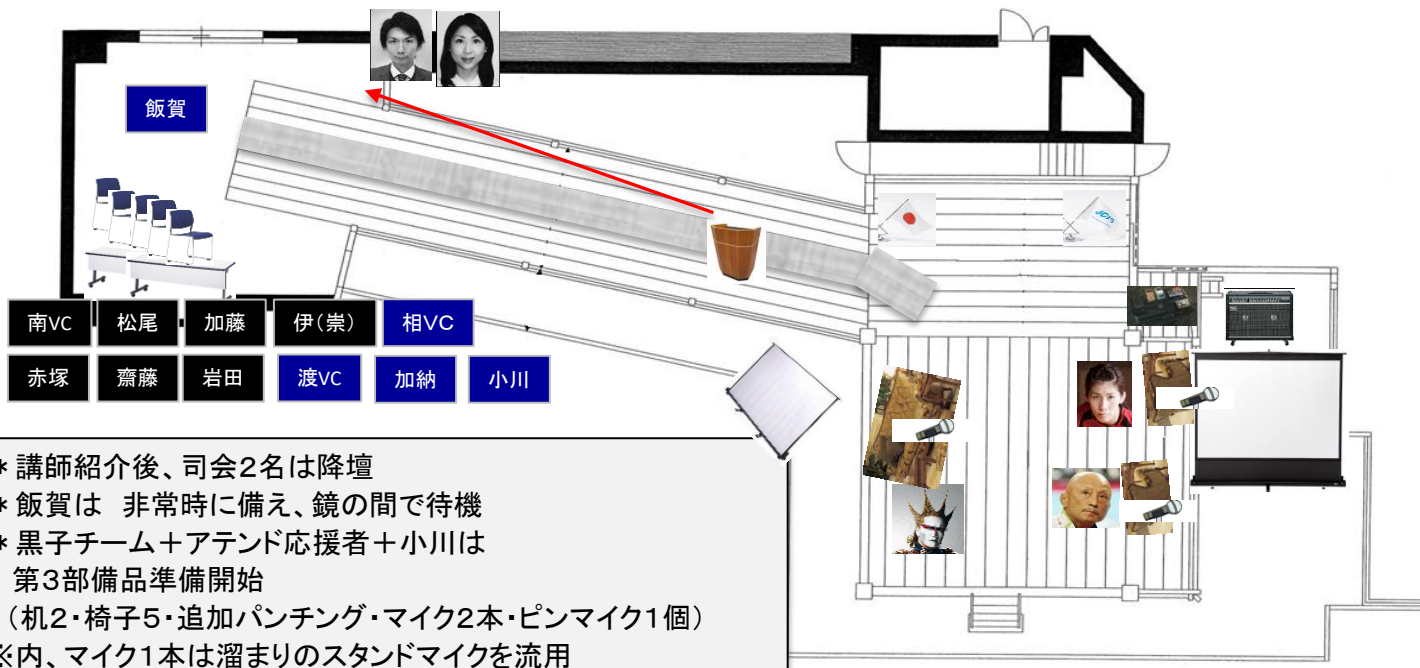 飯賀
南VC
松尾
加藤
伊(崇)
相VC
赤塚
齋藤
岩田
渡VC
加納
小川
＊講師紹介後、司会2名は降壇
＊飯賀は 非常時に備え、鏡の間で待機
＊黒子チーム＋アテンド応援者＋小川は
第3部備品準備開始
（机2・椅子5・追加パンチング・マイク2本・ピンマイク1個）
※内、マイク1本は溜まりのスタンドマイクを流用